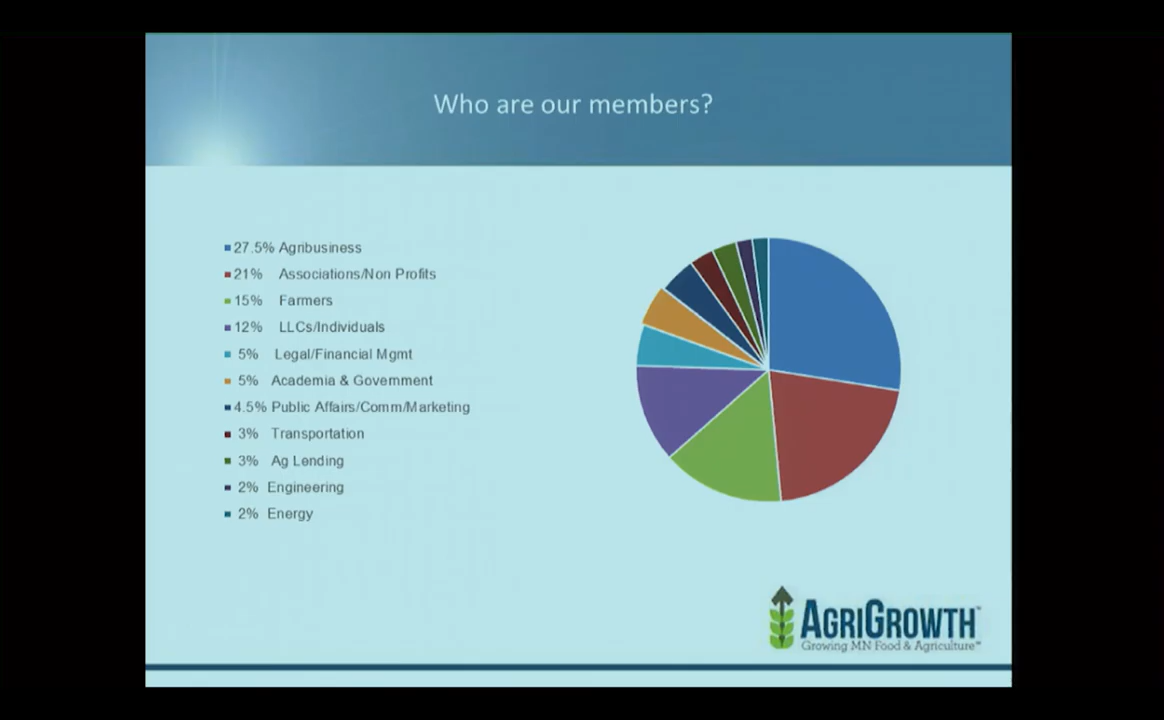 Who are our members?
27.5% Agribusiness
21% Associations/Non Profits
15% Farmers
12% LLCs/Individuals
5% Legal/Financial Mgmt
5% Academia & Government
4.5% Public Affairs/Comm/Marketing
3% Transportation
3% Ag Lending
2% Engineering
2% Energy
AGRIGROWTH™
Growing MN Food & Agriculture™